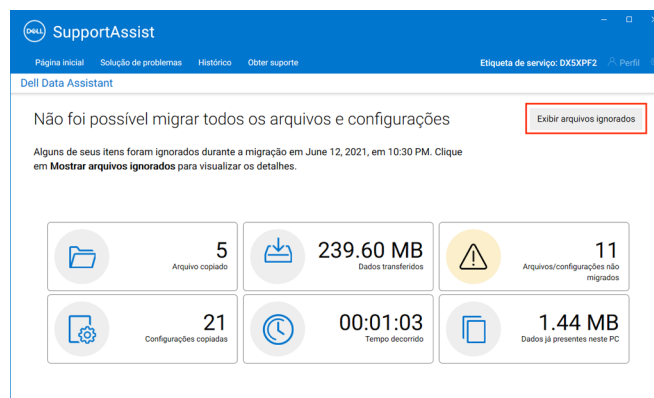 DELL SupportAssist
Página inicial Solução de problemas Histórico Obter suporte Etiqueta de serviço: DX5XPF2 Perfil
Dell Data Assistant
Não foi possível migrar todos os arquivos e configurações
Exibir arquivos ignorados
Alguns de seus itens foram ignorados durante a migração em June 12, 2021, em 10:30 PM. Clique
em Mostrar arquivos ignorados para visualizar os detalhes.
5
Arquivo copiado
239.60 MB
Dados transferidos
11
Arquivos/configurações não
migrados
21
Configurações copiadas
00:01:03
Tempo decorrido
1.44 MB
Dados já presentes neste PC